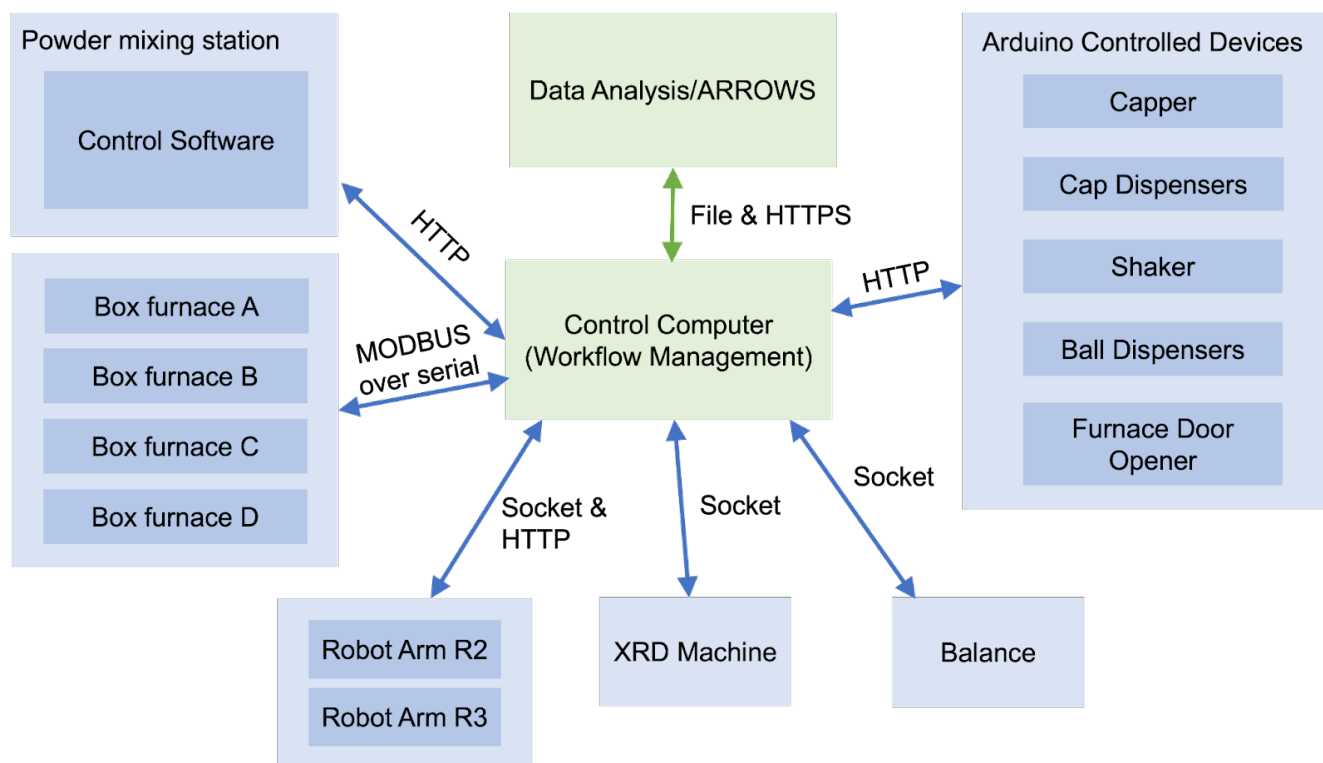 Powder mixing station
Control Software
Data Analysis/ARROWS
Arduino Controlled Devices
Capper
Cap Dispensers
Shaker
Ball Dispensers
Furnace Door
Opener
HTTP
File & HTTPS
HTTP
Box furnace A
Box furnace B
Box furnace C
Box furnace D
MODBUS
over serial
Control Computer
(Workflow Management)
Socket &
HTTP
Socket
Socket
Robot Arm R2
Robot Arm R3
XRD Machine
Balance